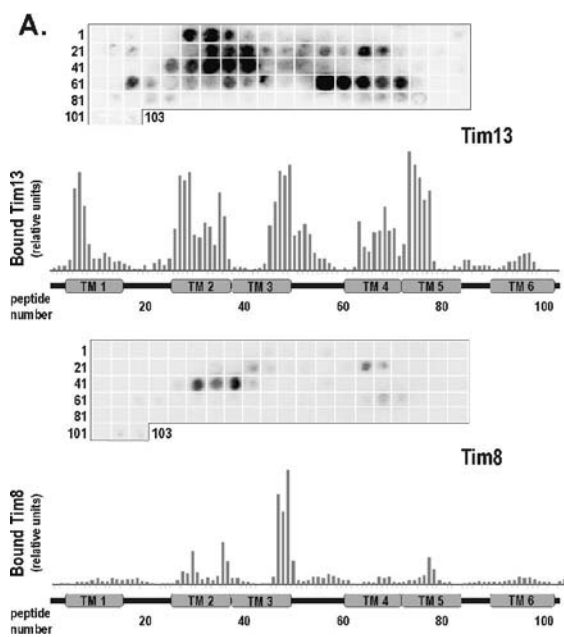 A.
1
21
41
61
81
101
103
Tim13
Bound Tim13
(relative units)
TM 1 TM 2 TM 3 TM 4 TM 5 TM 6
peptide
number
20 40 60 80 100
1
21
41
61
81
101
103
Tim8
Bound Tim8
(relative units)
TM 1 TM 2 TM 3 TM 4 TM 5 TM 6
peptide
number
20 40 60 80 100